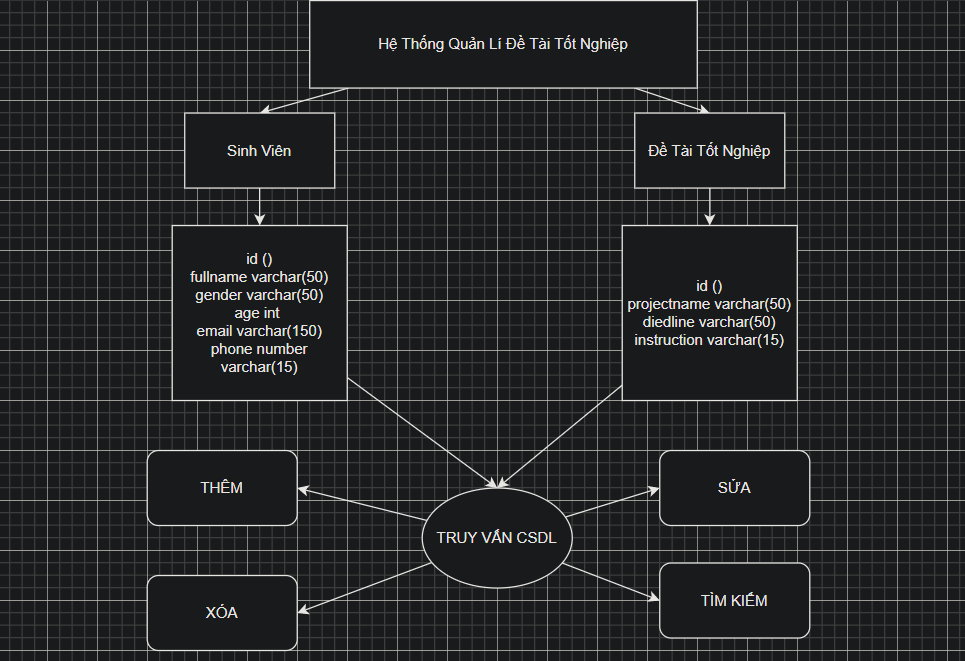 Hệ Thống Quản Lí Đề Tài Tốt Nghiệp
Sinh Viên
Đề Tài Tốt Nghiệp
id ()
fullname varchar(50)
gender varchar(50)
age int
email varchar(150)
phone number
varchar(15)
id ()
projectname varchar(50)
diedline varchar(50)
instruction varchar(15)
THÊM
SỬA
TRUY VẤN CSDL
XÓA
TÌM KIẾM